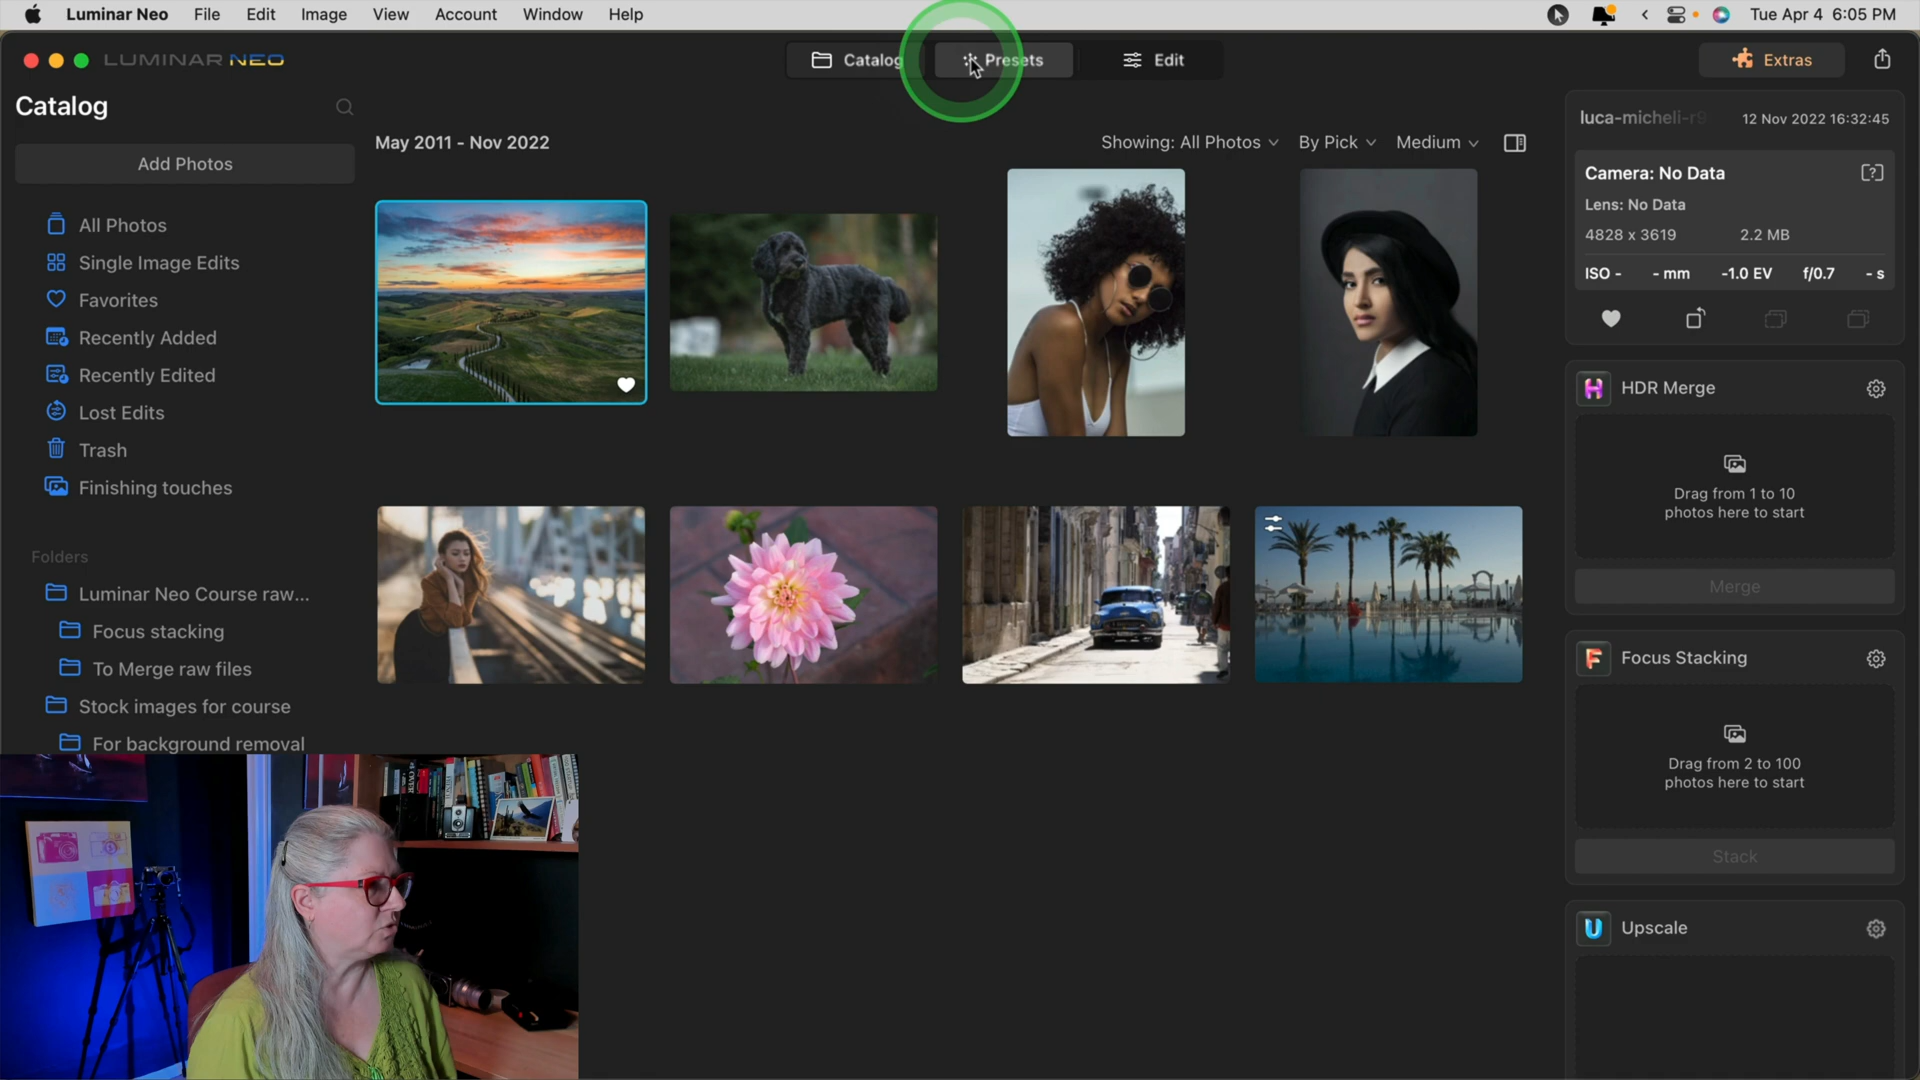 Luminar Neo File Edit Image View Account Window Help Tue Apr 4 6:05 PM
LUMINAR NEO Catalog Presets Edit Extras
Catalog
Add Photos
All Photos
Single Image Edits
Favorites
Recently Added
Recently Edited
Lost Edits
Trash
Finishing touches
Folders
Luminar Neo Course raw...
Focus stacking
To Merge raw files
Stock images for course
For background removal
May 2011 - Nov 2022 Showing: All Photos By Pick Medium
luca-micheli-r9 12 Nov 2022 16:32:45
Camera: No Data
Lens: No Data
4828 x 3619 2.2 MB
ISO - - mm -1.0 EV f/0.7 - s
HDR Merge
Drag from 1 to 10
photos here to start
Merge
Focus Stacking
Drag from 2 to 100
photos here to start
Stack
Upscale